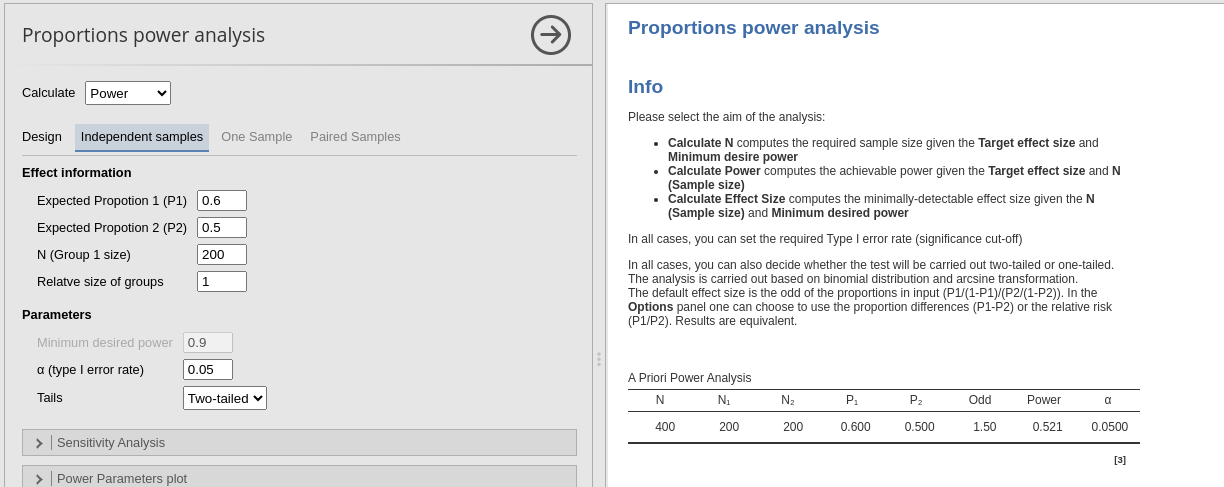 Proportions power analysis
Calculate Power
Design Independent samples One Sample Paired Samples
Effect information
Expected Propotion 1 (P1) 0.6
Expected Propotion 2 (P2) 0.5
N (Group 1 size) 200
Relatve size of groups 1
Parameters
Minimum desired power 0.9
α (type I error rate) 0.05
Tails Two-tailed
Sensitivity Analysis
Power Parameters plot
Proportions power analysis
Info
Please select the aim of the analysis:
• Calculate N computes the required sample size given the Target effect size and
Minimum desire power
• Calculate Power computes the achievable power given the Target effect size and N
(Sample size)
• Calculate Effect Size computes the minimally-detectable effect size given the N
(Sample size) and Minimum desired power
In all cases, you can set the required Type I error rate (significance cut-off)
In all cases, you can also decide whether the test will be carried out two-tailed or one-tailed.
The analysis is carried out based on binomial distribution and arcsine transformation.
The default effect size is the odd of the proportions in input (P1/(1-P1)/(P2/(1-P2)). In the
Options panel one can choose to use the proportion differences (P1-P2) or the relative risk
(P1/P2). Results are equivalent.
A Priori Power Analysis
N N₁ N₂ P₁ P₂ Odd Power α
400 200 200 0.600 0.500 1.50 0.521 0.0500
[3]